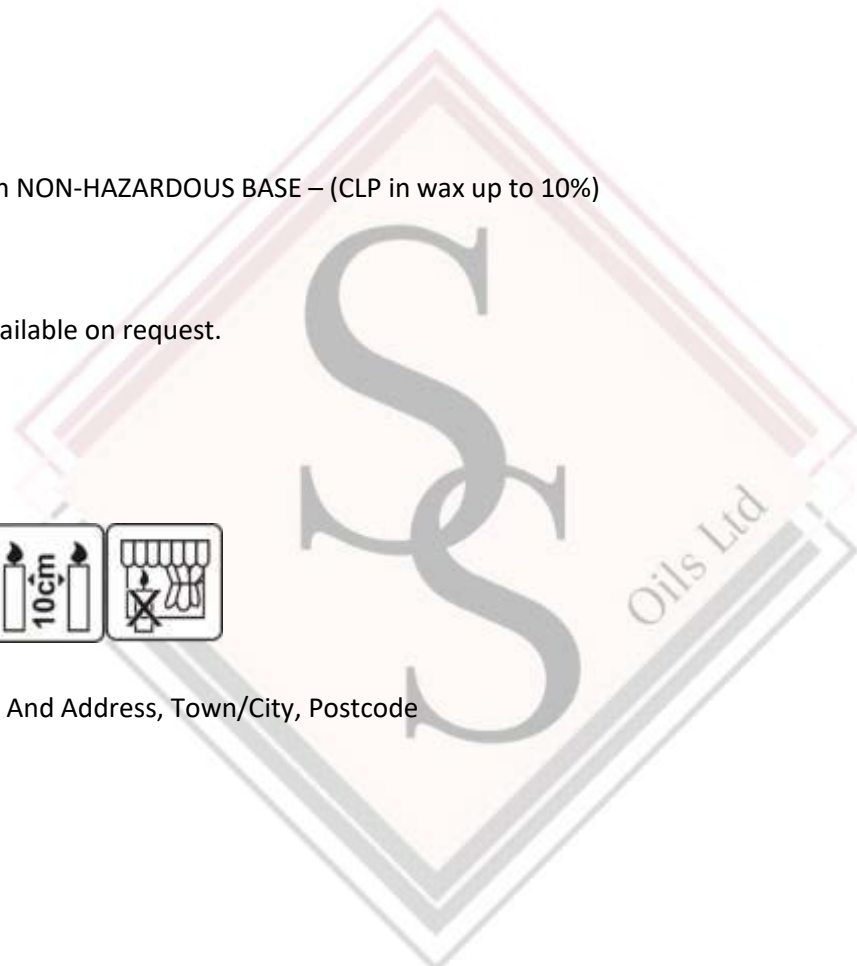 NON-HAZARDOUS BASE – (CLP in wax up to 10%)
on request.
10cm
And Address, Town/City, Postcode
SS
Oils Ltd